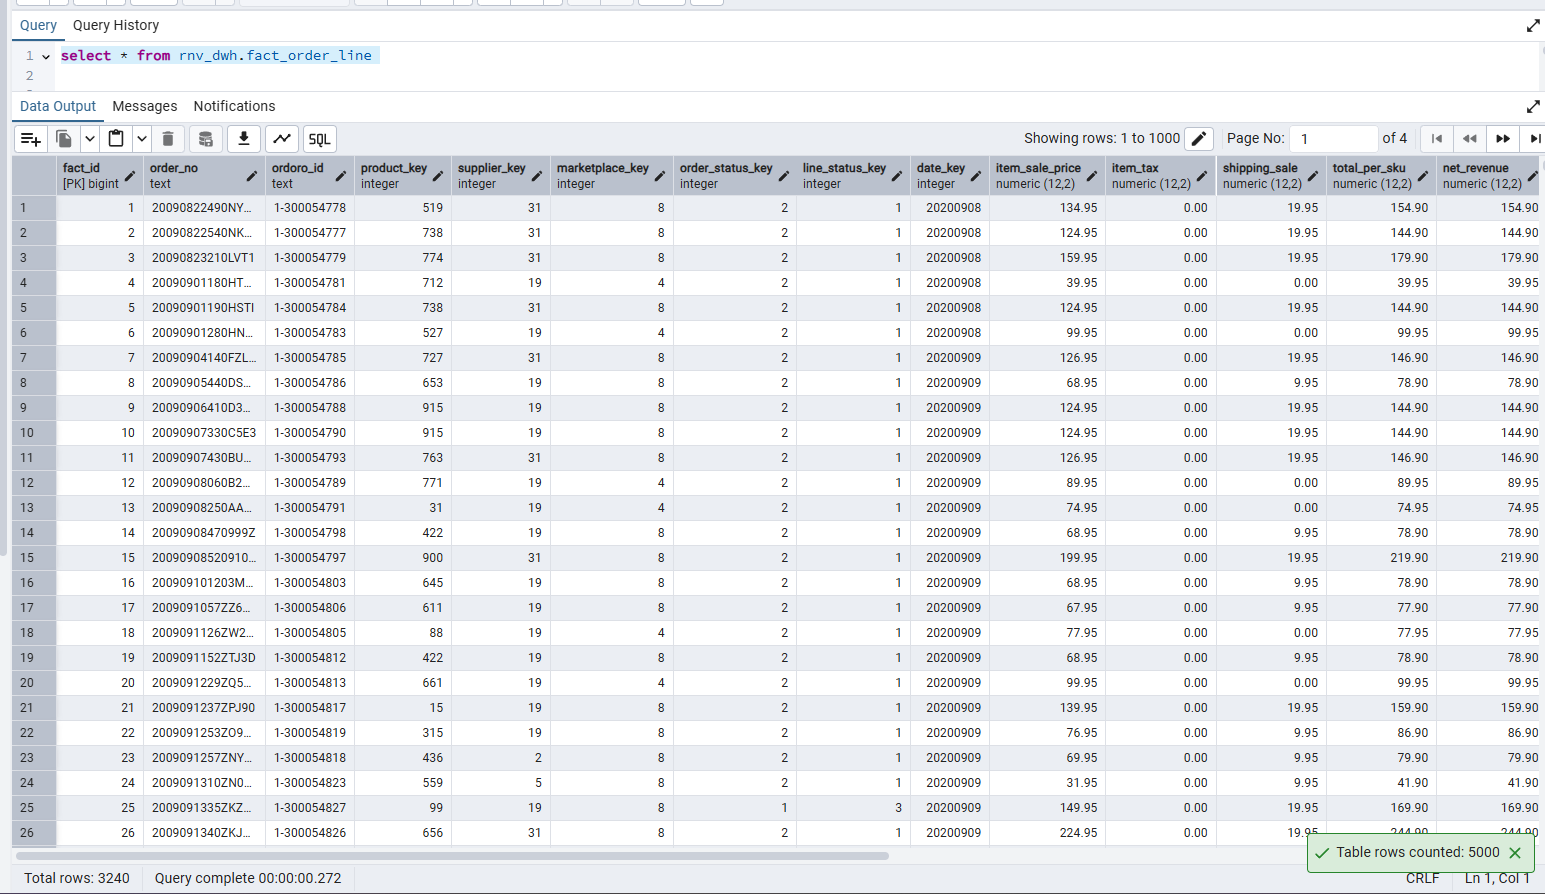 Query Query History
1 select * from rnv_dwh.fact_order_line
2
Data Output Messages Notifications
SQL Showing rows: 1 to 1000 Page No: 1 of 4
fact_id order_no ordoro_id product_key supplier_key marketplace_key order_status_key line_status_key date_key item_sale_price item_tax shipping_sale total_per_sku net_revenue
[PK] bigint text text integer integer integer integer integer integer numeric (12,2) numeric (12,2) numeric (12,2) numeric (12,2) numeric (12,2)
1 1 20090822490NY... 1-300054778 519 31 8 2 1 20200908 134.95 0.00 19.95 154.90 154.90
2 2 20090822540NK... 1-300054777 738 31 8 2 1 20200908 124.95 0.00 19.95 144.90 144.90
3 3 20090823210LVT1 1-300054779 774 31 8 2 1 20200908 159.95 0.00 19.95 179.90 179.90
4 4 20090901180HT... 1-300054781 712 19 4 2 1 20200908 39.95 0.00 0.00 39.95 39.95
5 5 20090901190HSTI 1-300054784 738 31 8 2 1 20200908 124.95 0.00 19.95 144.90 144.90
6 6 20090901280HN... 1-300054783 527 19 4 2 1 20200908 99.95 0.00 0.00 99.95 99.95
7 7 20090904140FZL... 1-300054785 727 31 8 2 1 20200909 126.95 0.00 19.95 146.90 146.90
8 8 20090905440DS... 1-300054786 653 19 8 2 1 20200909 68.95 0.00 9.95 78.90 78.90
9 9 20090906410D3... 1-300054788 915 19 8 2 1 20200909 124.95 0.00 19.95 144.90 144.90
10 10 20090907330C5E3 1-300054790 915 19 8 2 1 20200909 124.95 0.00 19.95 144.90 144.90
11 11 20090907430BU... 1-300054793 763 31 8 2 1 20200909 126.95 0.00 19.95 146.90 146.90
12 12 20090908060B2... 1-300054789 771 19 4 2 1 20200909 89.95 0.00 0.00 89.95 89.95
13 13 20090908250AA... 1-300054791 31 19 4 2 1 20200909 74.95 0.00 0.00 74.95 74.95
14 14 20090908470999Z 1-300054798 422 19 8 2 1 20200909 68.95 0.00 9.95 78.90 78.90
15 15 20090908520910... 1-300054797 900 31 8 2 1 20200909 199.95 0.00 19.95 219.90 219.90
16 16 200909101203M... 1-300054803 645 19 8 2 1 20200909 68.95 0.00 9.95 78.90 78.90
17 17 2009091057ZZ6... 1-300054806 611 19 8 2 1 20200909 67.95 0.00 9.95 77.90 77.90
18 18 2009091126ZW2... 1-300054805 88 19 4 2 1 20200909 77.95 0.00 0.00 77.95 77.95
19 19 2009091152ZTJ3D 1-300054812 422 19 8 2 1 20200909 68.95 0.00 9.95 78.90 78.90
20 20 2009091229ZQ5... 1-300054813 661 19 4 2 1 20200909 99.95 0.00 0.00 99.95 99.95
21 21 2009091237ZPJ90 1-300054817 15 19 8 2 1 20200909 139.95 0.00 19.95 159.90 159.90
22 22 2009091253ZO9... 1-300054819 315 19 8 2 1 20200909 76.95 0.00 9.95 86.90 86.90
23 23 2009091257ZNY... 1-300054818 436 2 8 2 1 20200909 69.95 0.00 9.95 79.90 79.90
24 24 2009091310ZN0... 1-300054823 559 5 8 2 1 20200909 31.95 0.00 9.95 41.90 41.90
25 25 2009091335ZKZ... 1-300054827 99 19 8 1 3 20200909 149.95 0.00 19.95 169.90 169.90
26 26 2009091340ZKJ... 1-300054826 656 31 8 2 1 20200909 224.95 0.00 19.95 244.90 244.90
Table rows counted: 5000
Total rows: 3240 Query complete 00:00:00.272 CRLF Ln 1, Col 1